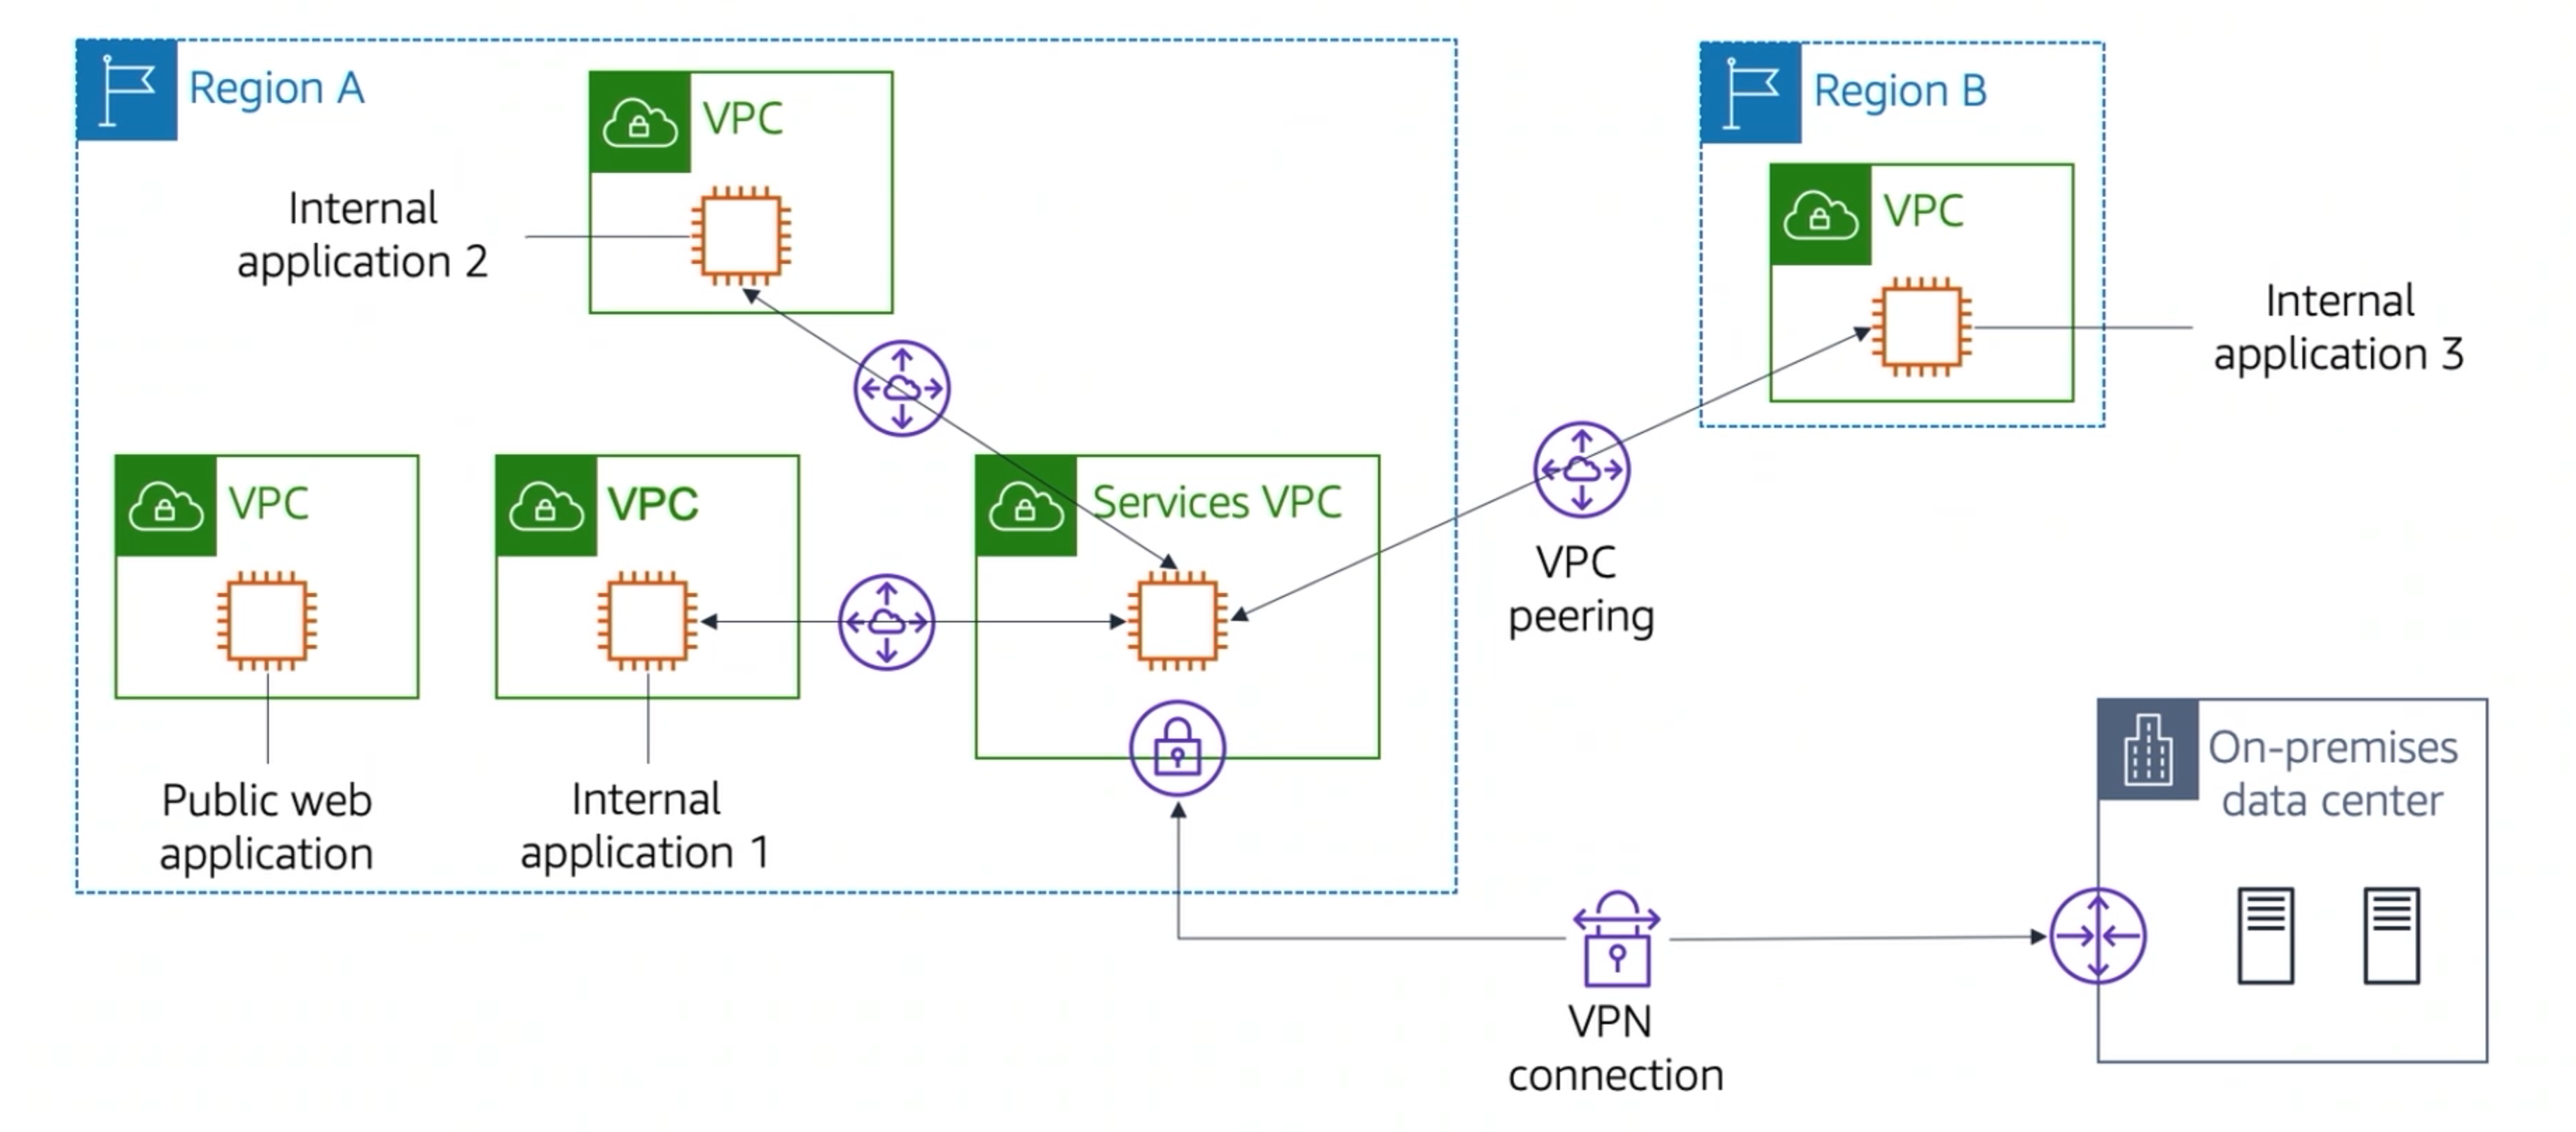 Region A
VPC
Internal
application 2
VPC
VPC
Services VPC
Public web
application
Internal
application 1
Region B
VPC
Internal
application 3
VPC
peering
On-premises
data center
VPN
connection